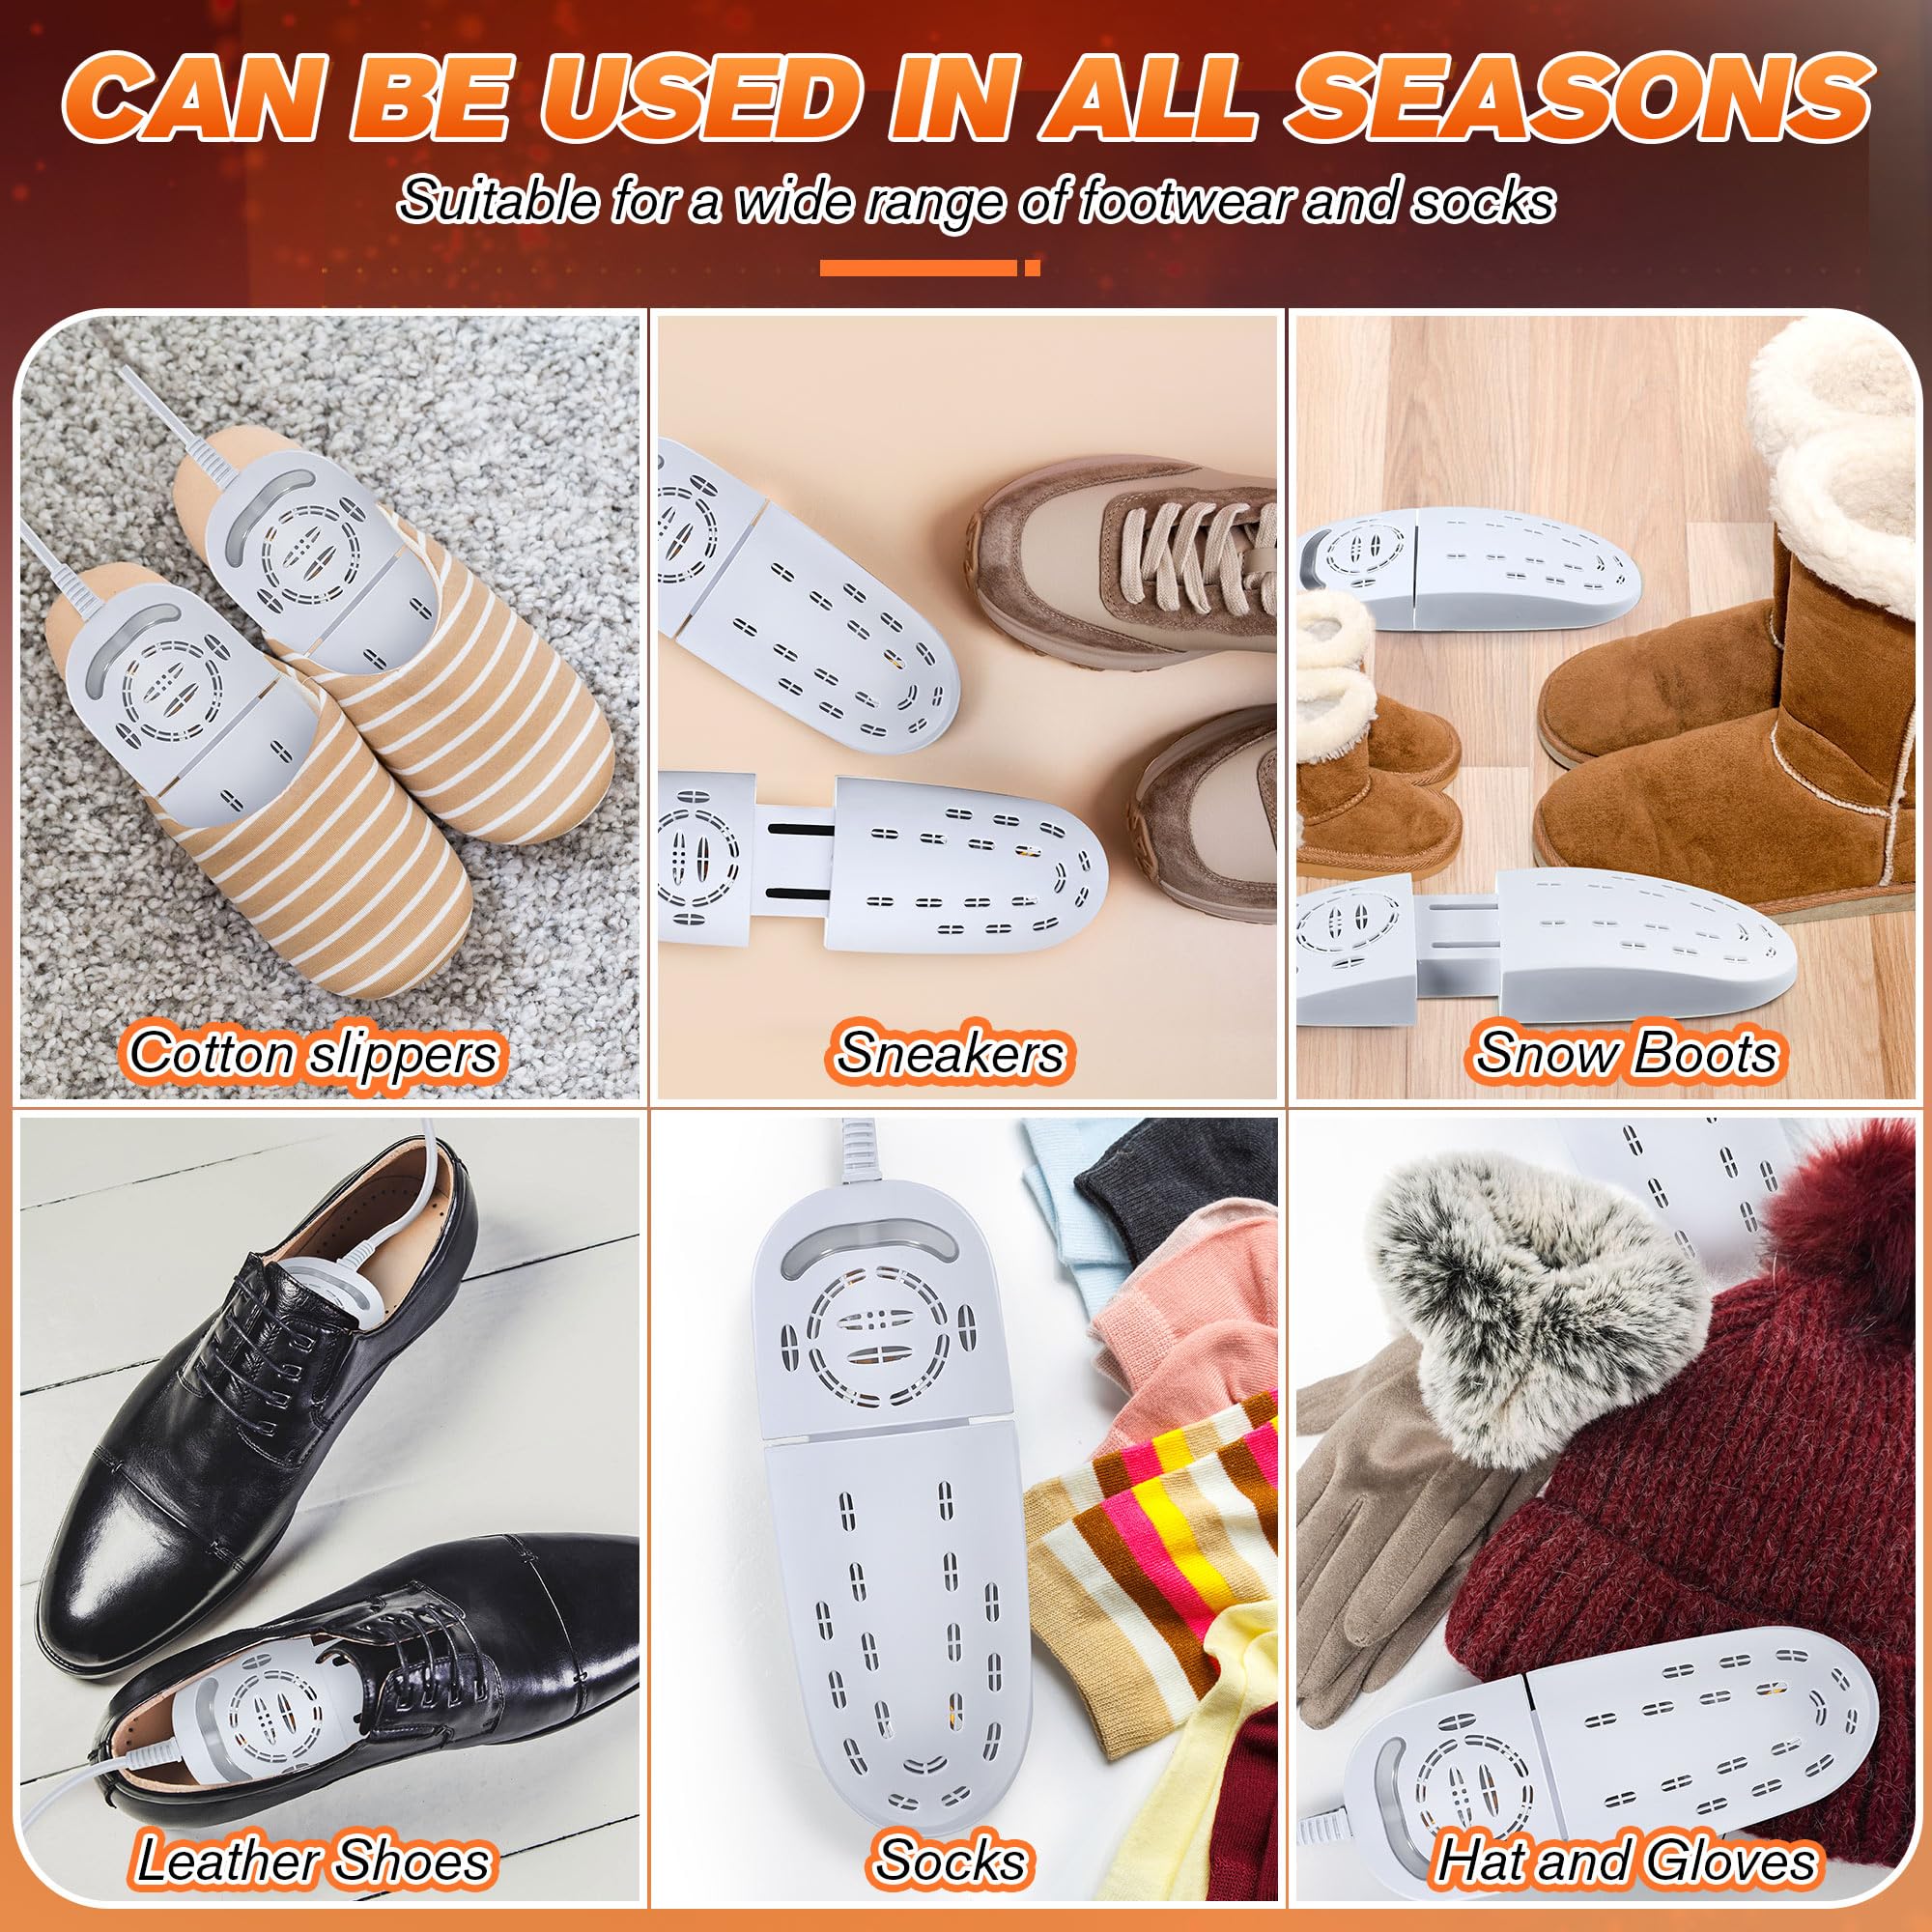 CAN BE USED IN ALL SEASONS
Suitable for a wide range of footwear and socks
Cotton slippers
Sneakers
Snow Boots
Leather Shoes
Socks
Hat and Gloves